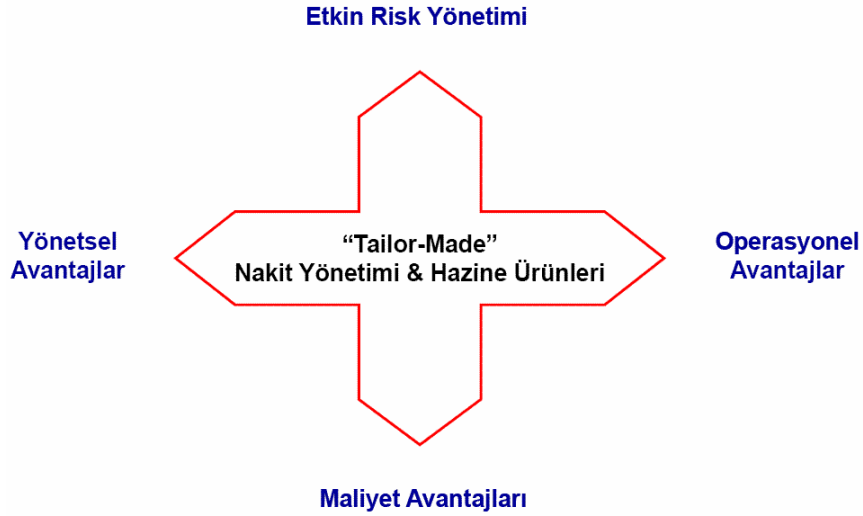 Etkin Risk Yönetimi
Yönetsel
Avantajlar
“Tailor-Made”
Nakit Yönetimi & Hazine Ürünleri
Operasyonel
Avantajlar
Maliyet Avantajları